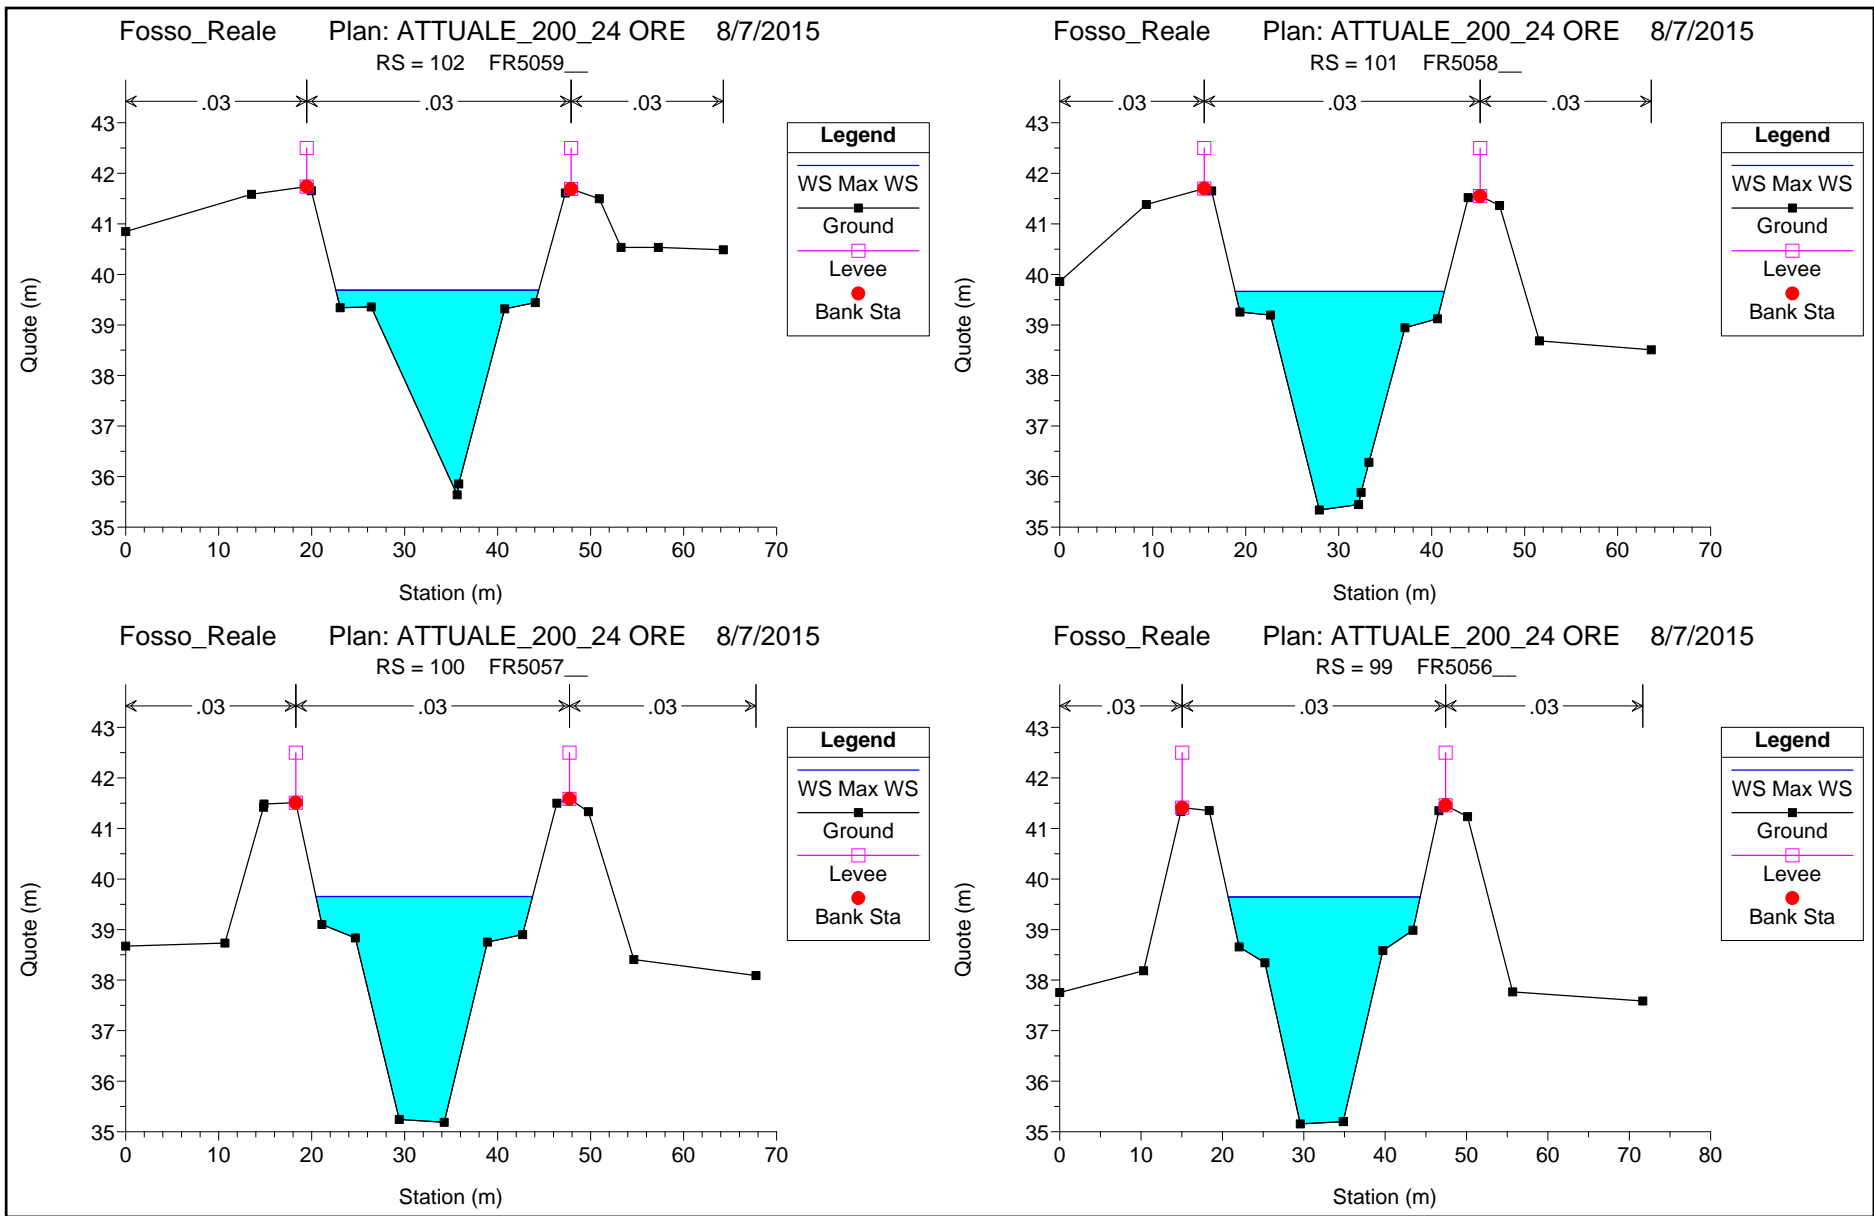 Fosso_Reale Plan: ATTUALE_200_24 ORE 8/7/2015
RS = 102 FR5059__
.03 .03 .03
43
42
41
40
39
38
37
36
35
Quote (m)
0 10 20 30 40 50 60 70
Station (m)
Legend
WS Max WS
Ground
Levee
Bank Sta
Fosso_Reale Plan: ATTUALE_200_24 ORE 8/7/2015
RS = 101 FR5058__
.03 .03 .03
43
42
41
40
39
38
37
36
35
Quote (m)
0 10 20 30 40 50 60 70
Station (m)
Legend
WS Max WS
Ground
Levee
Bank Sta
Fosso_Reale Plan: ATTUALE_200_24 ORE 8/7/2015
RS = 100 FR5057__
.03 .03 .03
43
42
41
40
39
38
37
36
35
Quote (m)
0 10 20 30 40 50 60 70
Station (m)
Legend
WS Max WS
Ground
Levee
Bank Sta
Fosso_Reale Plan: ATTUALE_200_24 ORE 8/7/2015
RS = 99 FR5056__
.03 .03 .03
43
42
41
40
39
38
37
36
35
Quote (m)
0 10 20 30 40 50 60 70 80
Station (m)
Legend
WS Max WS
Ground
Levee
Bank Sta